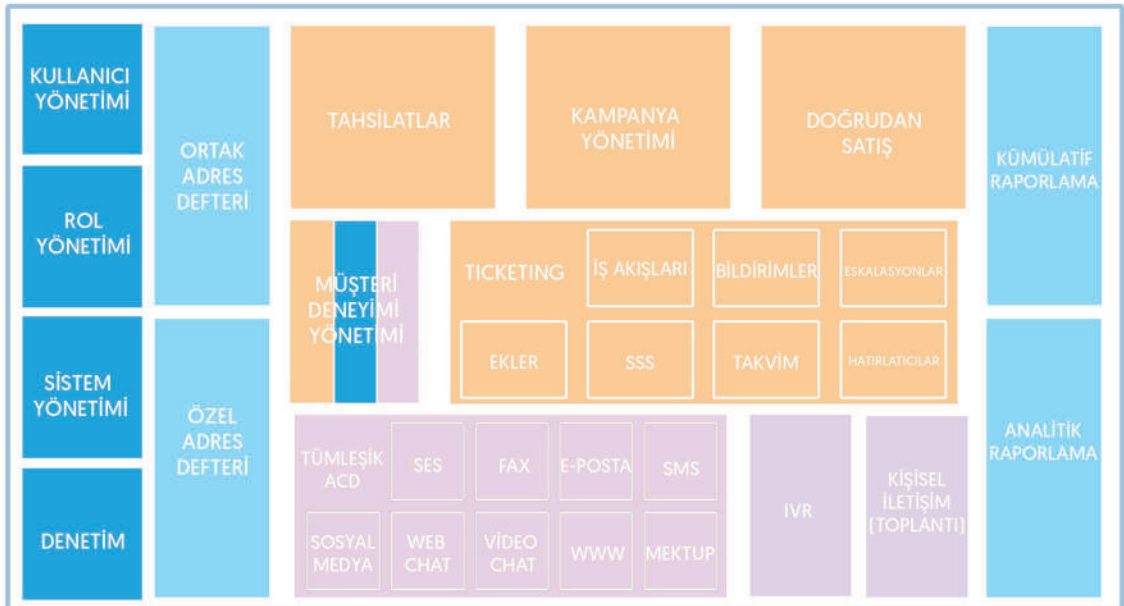 KULLANICI
YÖNETİMİ
ROL
YÖNETİMİ
SİSTEM
YÖNETİMİ
DENETİM
ORTAK
ADRES
DEFTERİ
ÖZEL
ADRES
DEFTERİ
TAHSİLATLAR
KAMPANYA
YÖNETİMİ
DOĞRUDAN
SATIŞ
MÜŞTERİ
DENEYİMİ
YÖNETİMİ
TICKETING
İŞ AKIŞLARI
BİLDİRİMLER
ESKALASYONLAR
EKLER
SSS
TAKVİM
HATIRLATICILAR
TÜMLEŞİK
ACD
SES
FAX
E-POSTA
SMS
SOSYAL
MEDYA
WEB
CHAT
VİDEO
CHAT
WWW
MEKTUP
IVR
KİŞİSEL
İLETİŞİM
(TOPLANTI)
KÜMÜLATİF
RAPORLAMA
ANALİTİK
RAPORLAMA